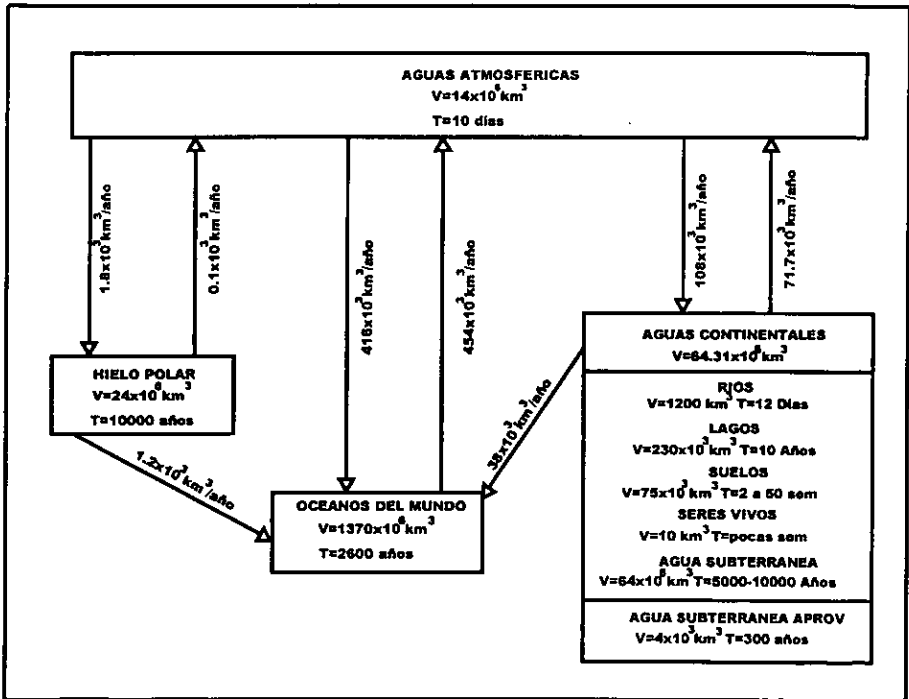 AGUAS ATMOSFERICAS
V=14x10⁶km³
T=10 días
1.8x10³km³/año
0.1x10³km³/año
416x10³km³/año
454x10³km³/año
108x10³km³/año
71.7x10³km³/año
HIELO POLAR
V=24x10⁶km³
T=10000 años
1.2x10³km³/año
OCEANOS DEL MUNDO
V=1370x10⁶km³
T=2600 años
38x10³km³/año
AGUAS CONTINENTALES
V=64.31x10⁶km³
RIOS
V=1200 km³ T=12 Días
LAGOS
V=230x10³km³ T=10 Años
SUELOS
V=75x10³km³ T=2 a 50 sem
SERES VIVOS
V=10 km³ T=pocas sem
AGUA SUBTERRANEA
V=64x10⁶km³ T=5000-10000 Años
AGUA SUBTERRANEA APROV
V=4x10³km³ T=300 años